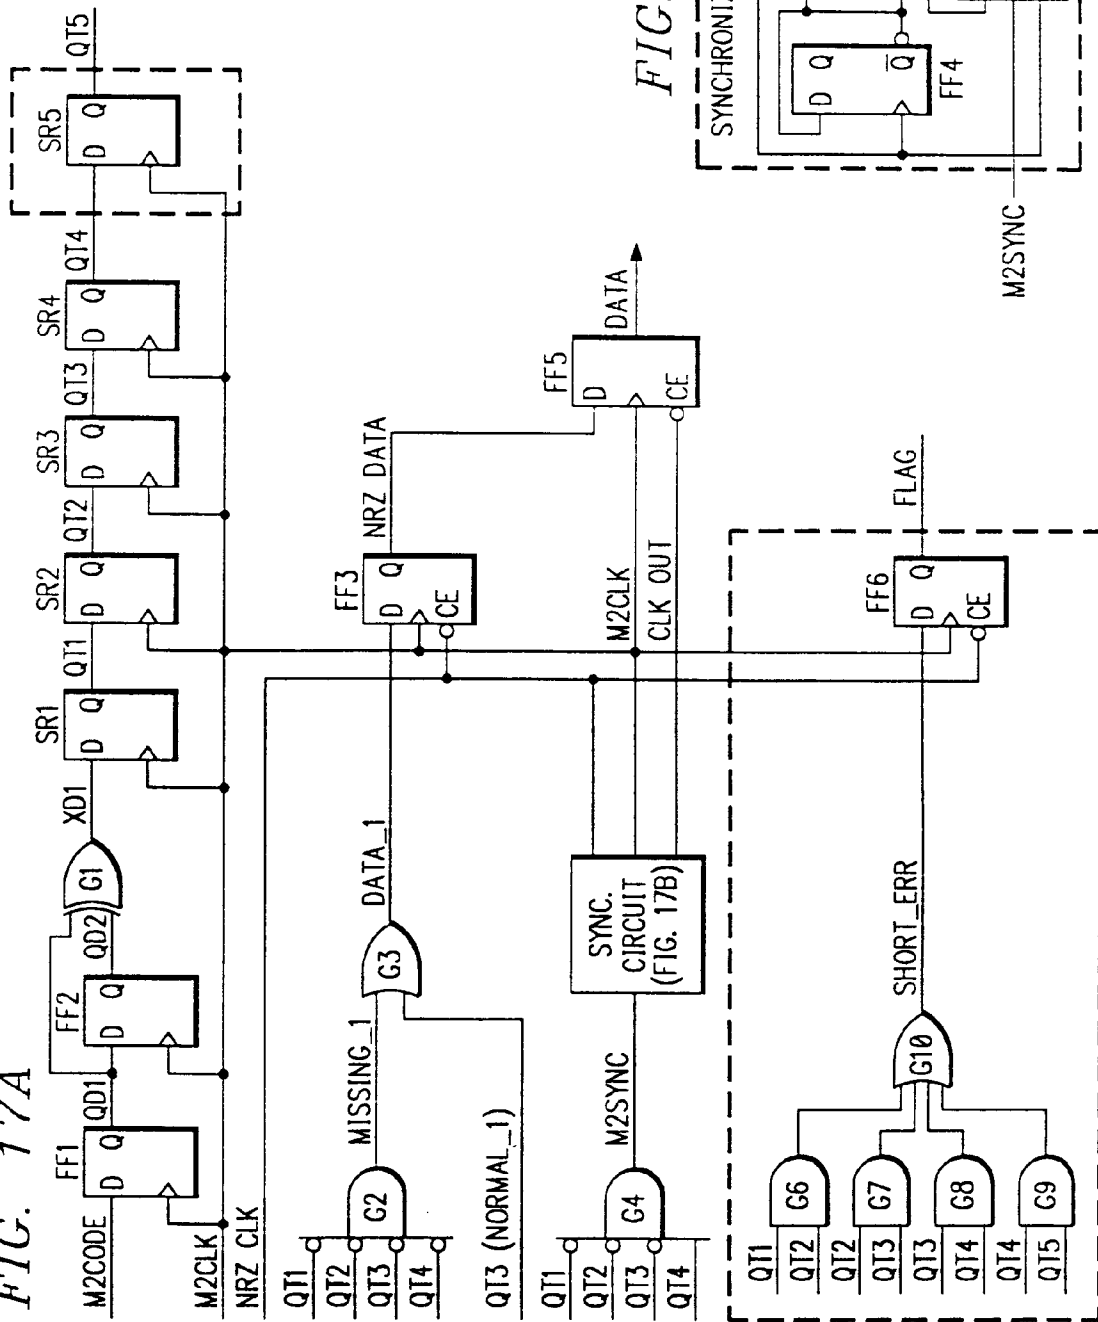 FIG. 17A
M2CODE
FF1
D
Q
QD1
FF2
D
Q
QD2
G1
XD1
SR1
D
Q
QT1
SR2
D
Q
QT2
SR3
D
Q
QT3
SR4
D
Q
QT4
SR5
D
Q
QT5
M2CLK
NRZ CLK
QT1
QT2
QT3
QT4
G2
MISSING_1
QT3 (NORMAL_1)
G3
DATA_1
FF3
D
Q
CE
NRZ DATA
FF5
D
CE
DATA
QT1
QT2
QT3
QT4
G4
M2SYNC
SYNC.
CIRCUIT
(FIG. 17B)
M2CLK
CLK OUT
QT1
QT2
G6
QT2
QT3
G7
QT3
QT4
G8
QT4
QT5
G9
G10
SHORT_ERR
FF6
D
Q
CE
FLAG
FIG.
SYNCHRONI
D
Q
Q
FF4
M2SYNC